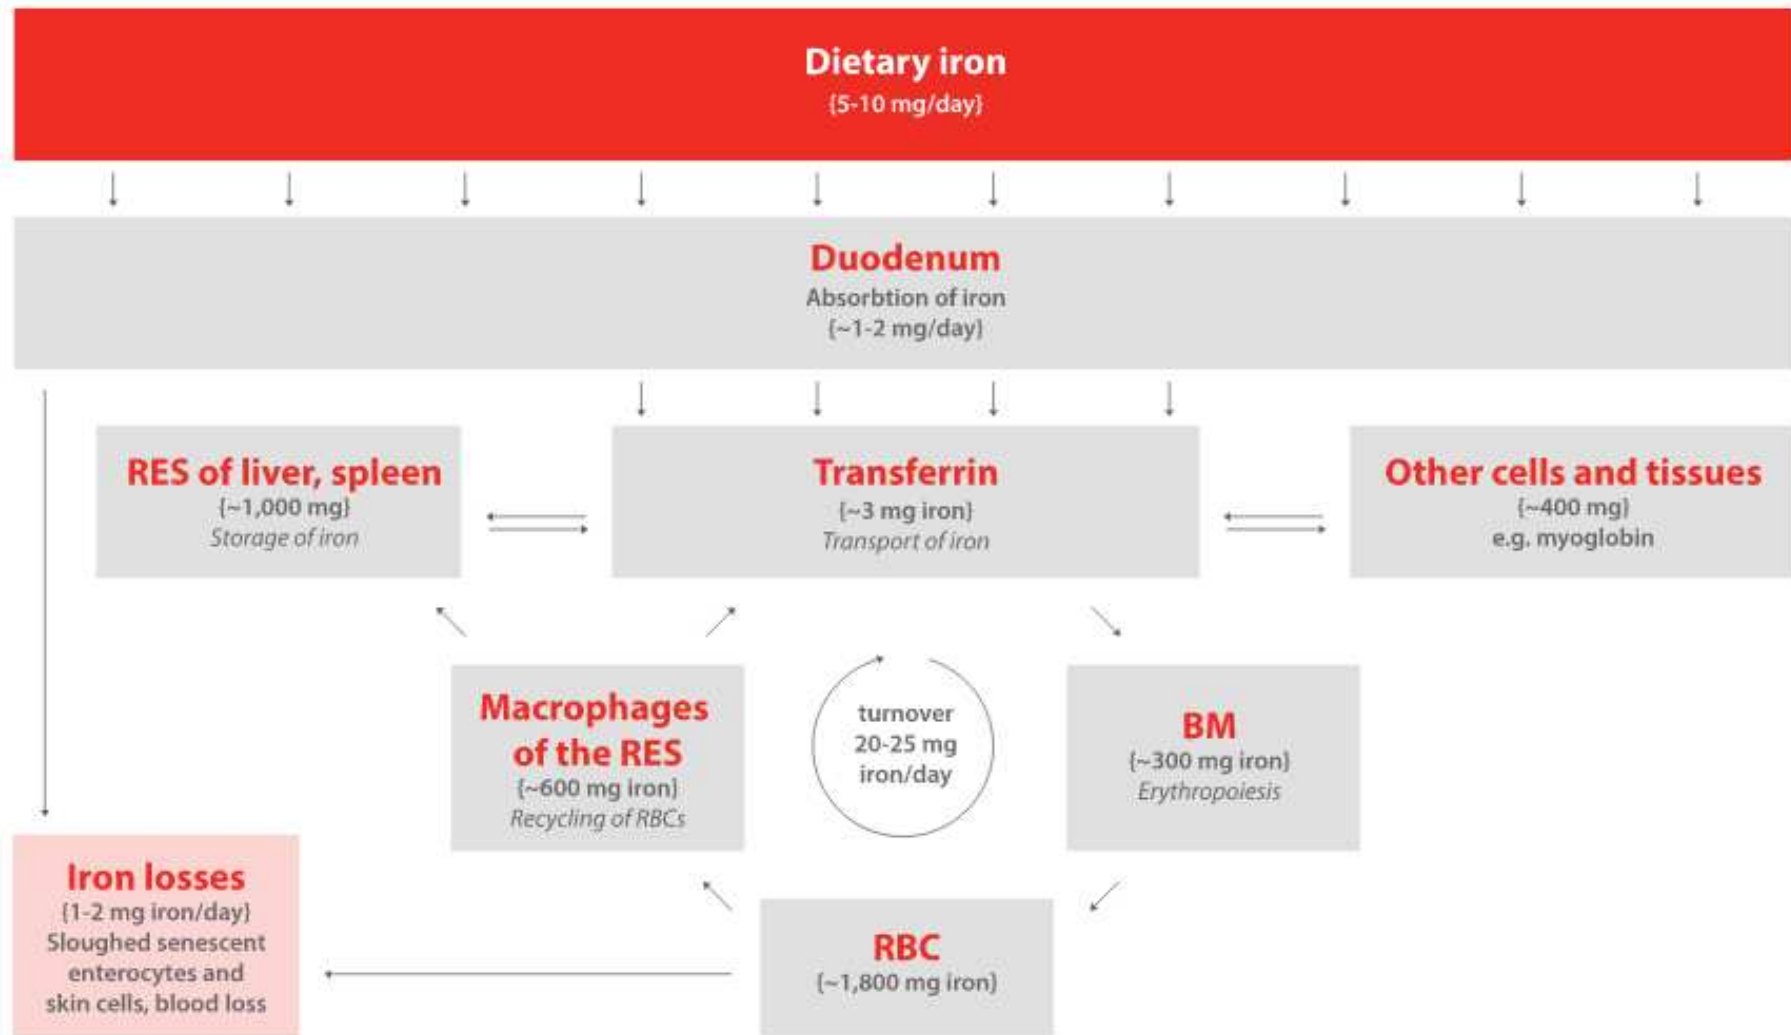 Dietary iron
{5-10 mg/day}
Duodenum
Absorbtion of iron
{~1-2 mg/day}
RES of liver, spleen
{~1,000 mg}
Storage of iron
Transferrin
{~3 mg iron}
Transport of iron
Other cells and tissues
{~400 mg}
e.g. myoglobin
Macrophages
of the RES
{~600 mg iron}
Recycling of RBCs
turnover
20-25 mg
iron/day
BM
{~300 mg iron}
Erythropoiesis
Iron losses
{1-2 mg iron/day}
Sloughed senescent
enterocytes and
skin cells, blood loss
RBC
{~1,800 mg iron}